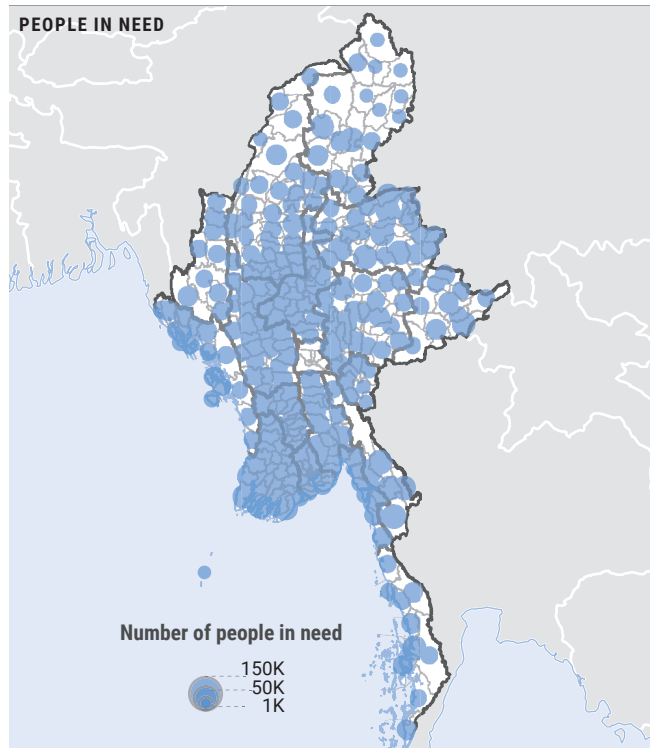 PEOPLE IN NEED
Number of people in need
150K
50K
1K